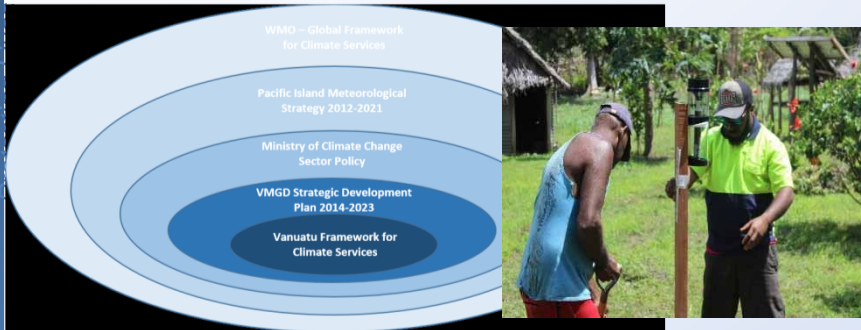 WMO – Global Framework
for Climate Services
Pacific Island Meteorological
Strategy 2012-2021
Ministry of Climate Change
Sector Policy
VMGD Strategic Development
Plan 2014-2023
Vanuatu Framework for
Climate Services